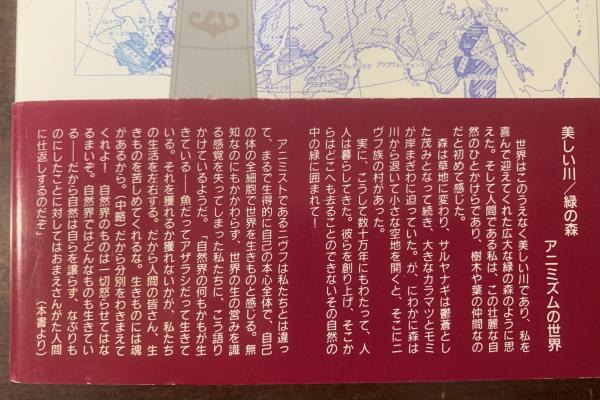 美しい川/緑の森
アニミズムの世界
世界はこのうえなく美しい川であり、私を
喜んで迎えてくれた広大な緑の森のように思
えた。そして人間である私は、この壮麗な自
然のひとかけらであり、樹木や葉の仲間なの
だと初めて感じた。
森は草地に変わり、サルヤナギは鬱蒼とし
た茂みとなって続き、大きなカラマツとモミ
が岸まぎわに迫っていた。が、にわかに森は
川から退いて小さな空地を開くと、そこにニ
ヴフ族の村があった。
実に、こうして数十万年にもわたって、人
人は暮らしてきた。彼らを創り上げ、そこか
らはどこへも去ることのできないその自然の
中の緑に囲まれて!
アニミストであるニヴフは私たちとは違っ
て、まるで生得的に自己の本心全体で、自己
の体の全細胞で世界を生きものと感じる。無
知なのにもかかわらず、世界の生の営みを識
る感覚を失ってしまった私たちに、こう語り
かけているようだ。「自然界の何もかもが生
きている――魚だってアザラシだって生きて
いる。それを獲れるか獲れないかが、私たち
の生活を左右する。だから人間の皆さん、生
きものを苦しめてくれるな。生きものには魂
があるから。(中略)だから分別をわきまえて
くれよ!自然界のものは一切怒らせてはな
るまいぞ。自然界ではどんなものも生きてい
る――だから自然は自らを譲らず、なぶりも
のにしたことに対してはおまえさんがた人間
に仕返しするのだぞ」
(本書より)